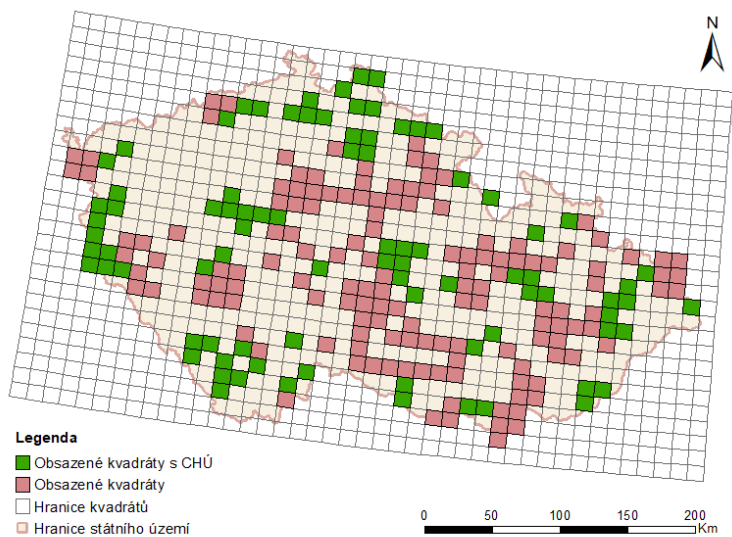 N
Legenda
Obsazené kvadráty s CHÚ
Obsazené kvadráty
Hranice kvadrátů
Hranice státního území
0 50 100 150 200
Km